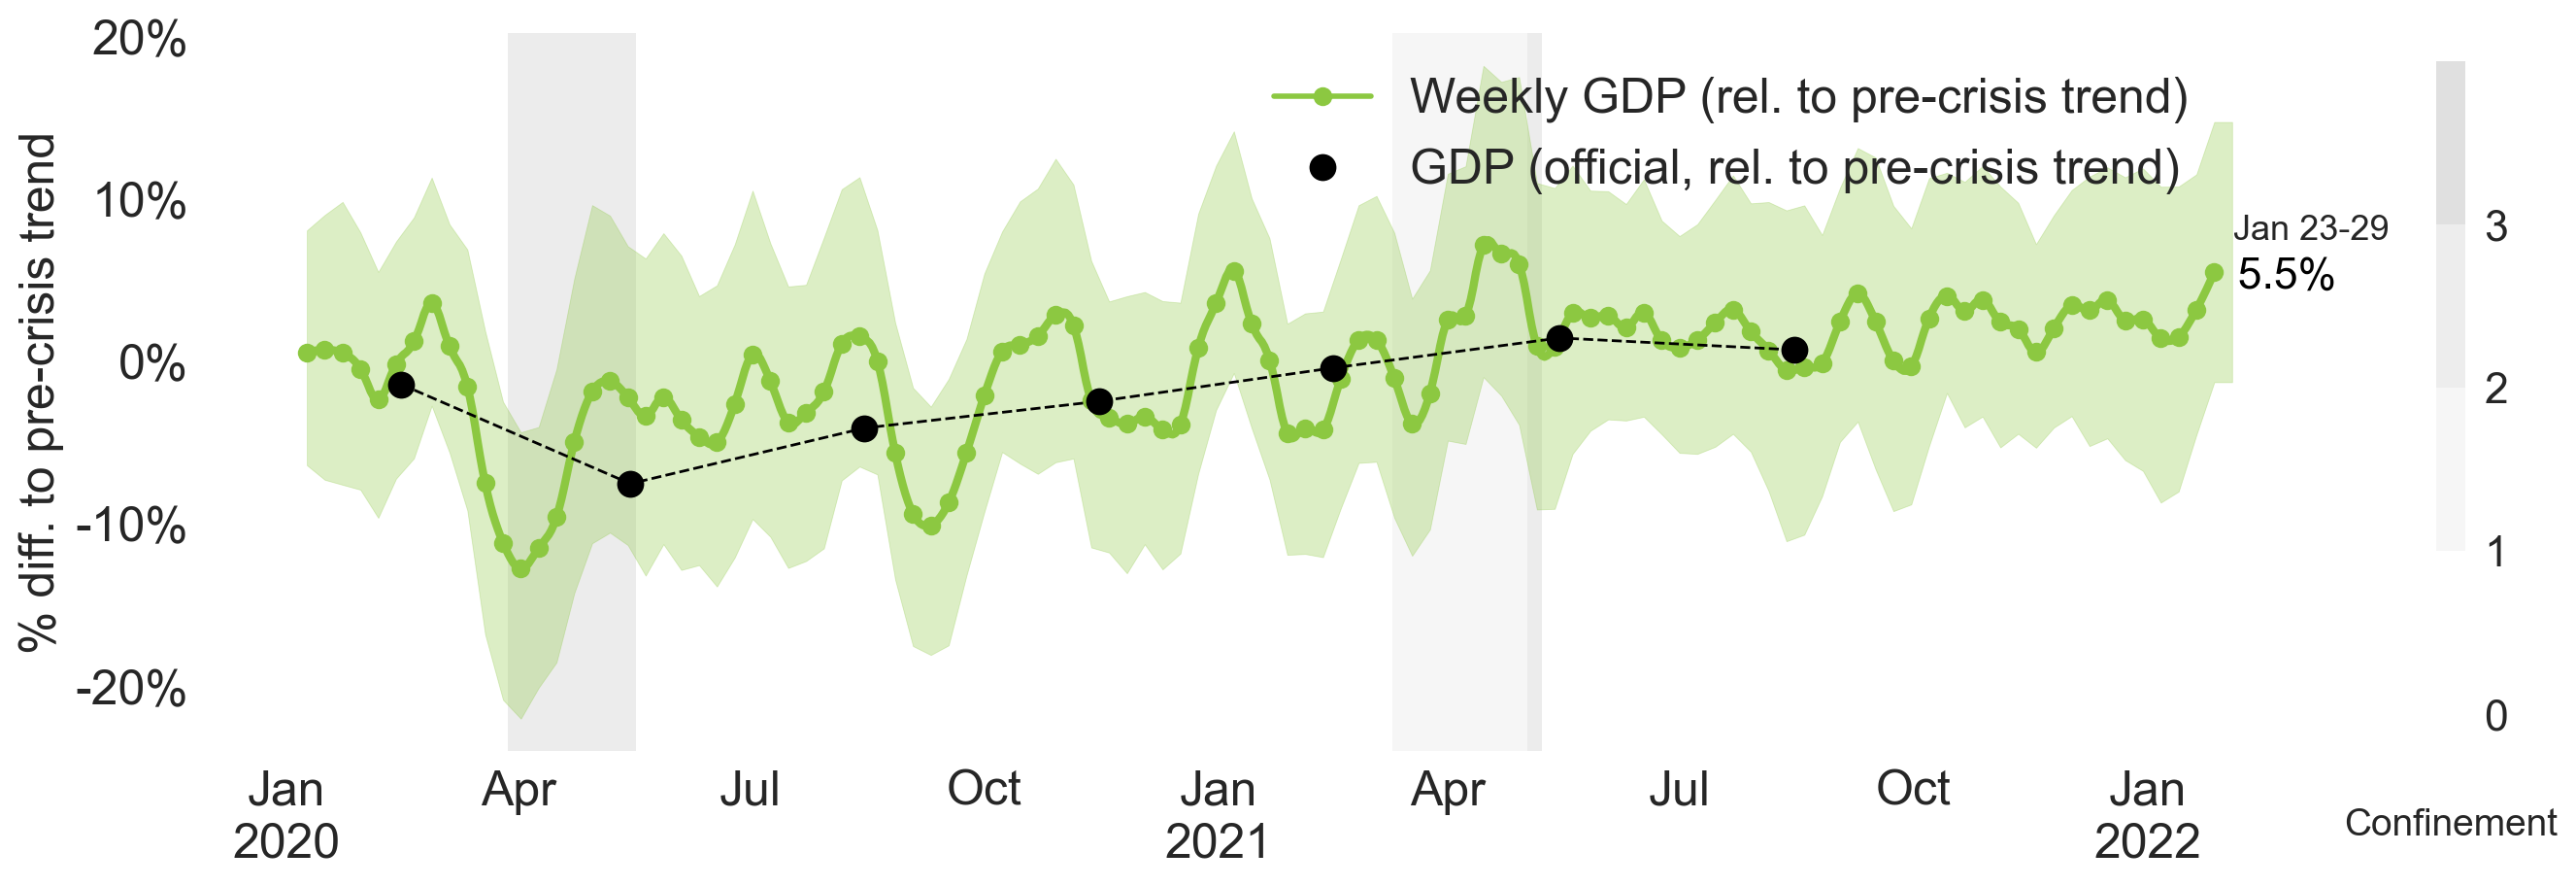 % diff. to pre-crisis trend
20%
10%
0%
-10%
-20%
Weekly GDP (rel. to pre-crisis trend)
GDP (official, rel. to pre-crisis trend)
Jan 23-29
5.5%
3
2
1
0
Jan Apr Jul Oct Jan Apr Jul Oct Jan
2020 2021 2022
Confinement